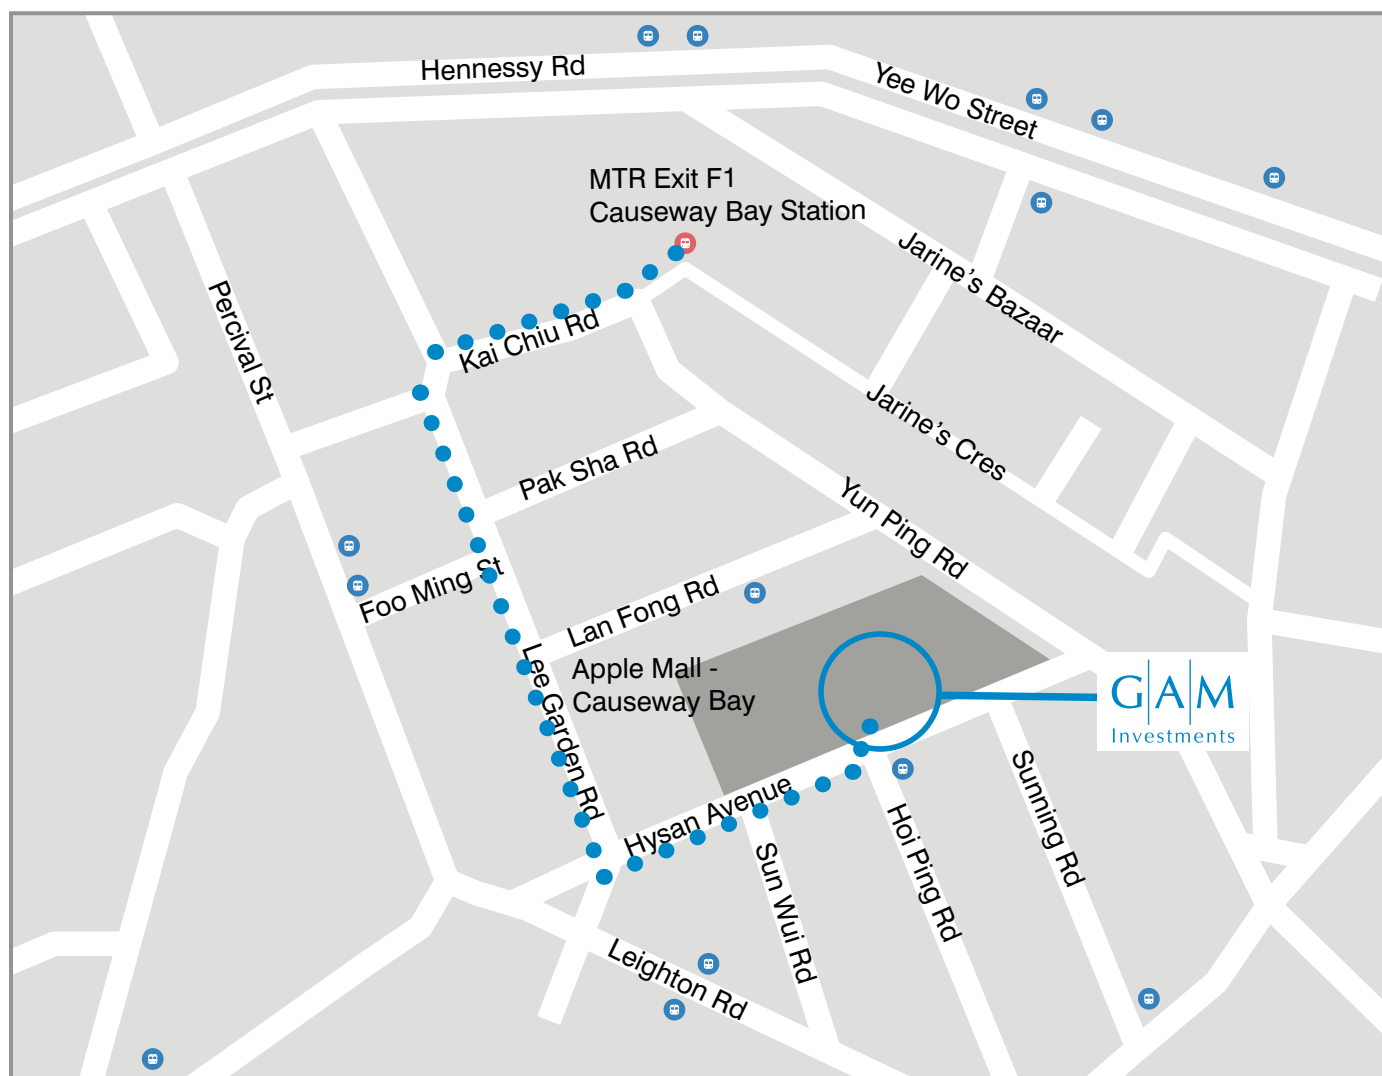 Hennessy Rd
Yee Wo Street
MTR Exit F1
Causeway Bay Station
Jarine's Bazaar
Percival St
Kai Chiu Rd
Jarine's Cres
Pak Sha Rd
Yun Ping Rd
Foo Ming St
Lan Fong Rd
Lee Garden Rd
Apple Mall -
Causeway Bay
G|A|M
Investments
Hysan Avenue
Sunning Rd
Hoi Ping Rd
Sun Wui Rd
Leighton Rd